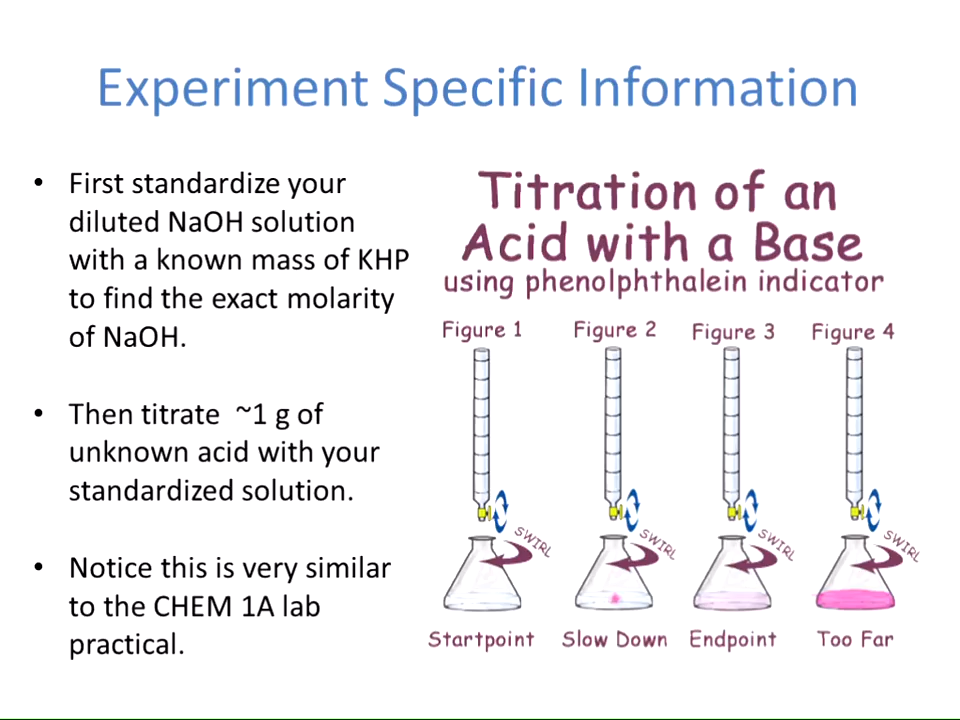 Experiment Specific Information
• First standardize your
diluted NaOH solution
with a known mass of KHP
to find the exact molarity
of NaOH.
• Then titrate ~1 g of
unknown acid with your
standardized solution.
• Notice this is very similar
to the CHEM 1A lab
practical.
Titration of an
Acid with a Base
using phenolphthalein indicator
Figure 1 Figure 2 Figure 3 Figure 4
SWIRL SWIRL SWIRL SWIRL
Startpoint Slow Down Endpoint Too Far